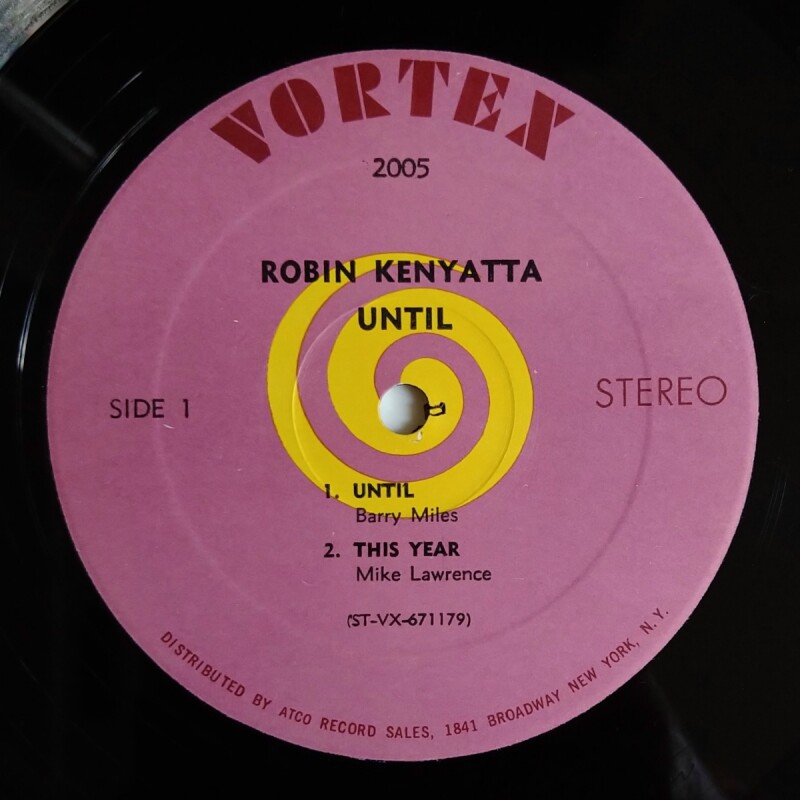 VORTEX
2005
ROBIN KENYATTA
UNTIL
SIDE 1
STEREO
1. UNTIL
Barry Miles
2. THIS YEAR
Mike Lawrence
(ST-VX-671179)
DISTRIBUTED BY ATCO RECORD SALES, 1841 BROADWAY NEW YORK, N.Y.